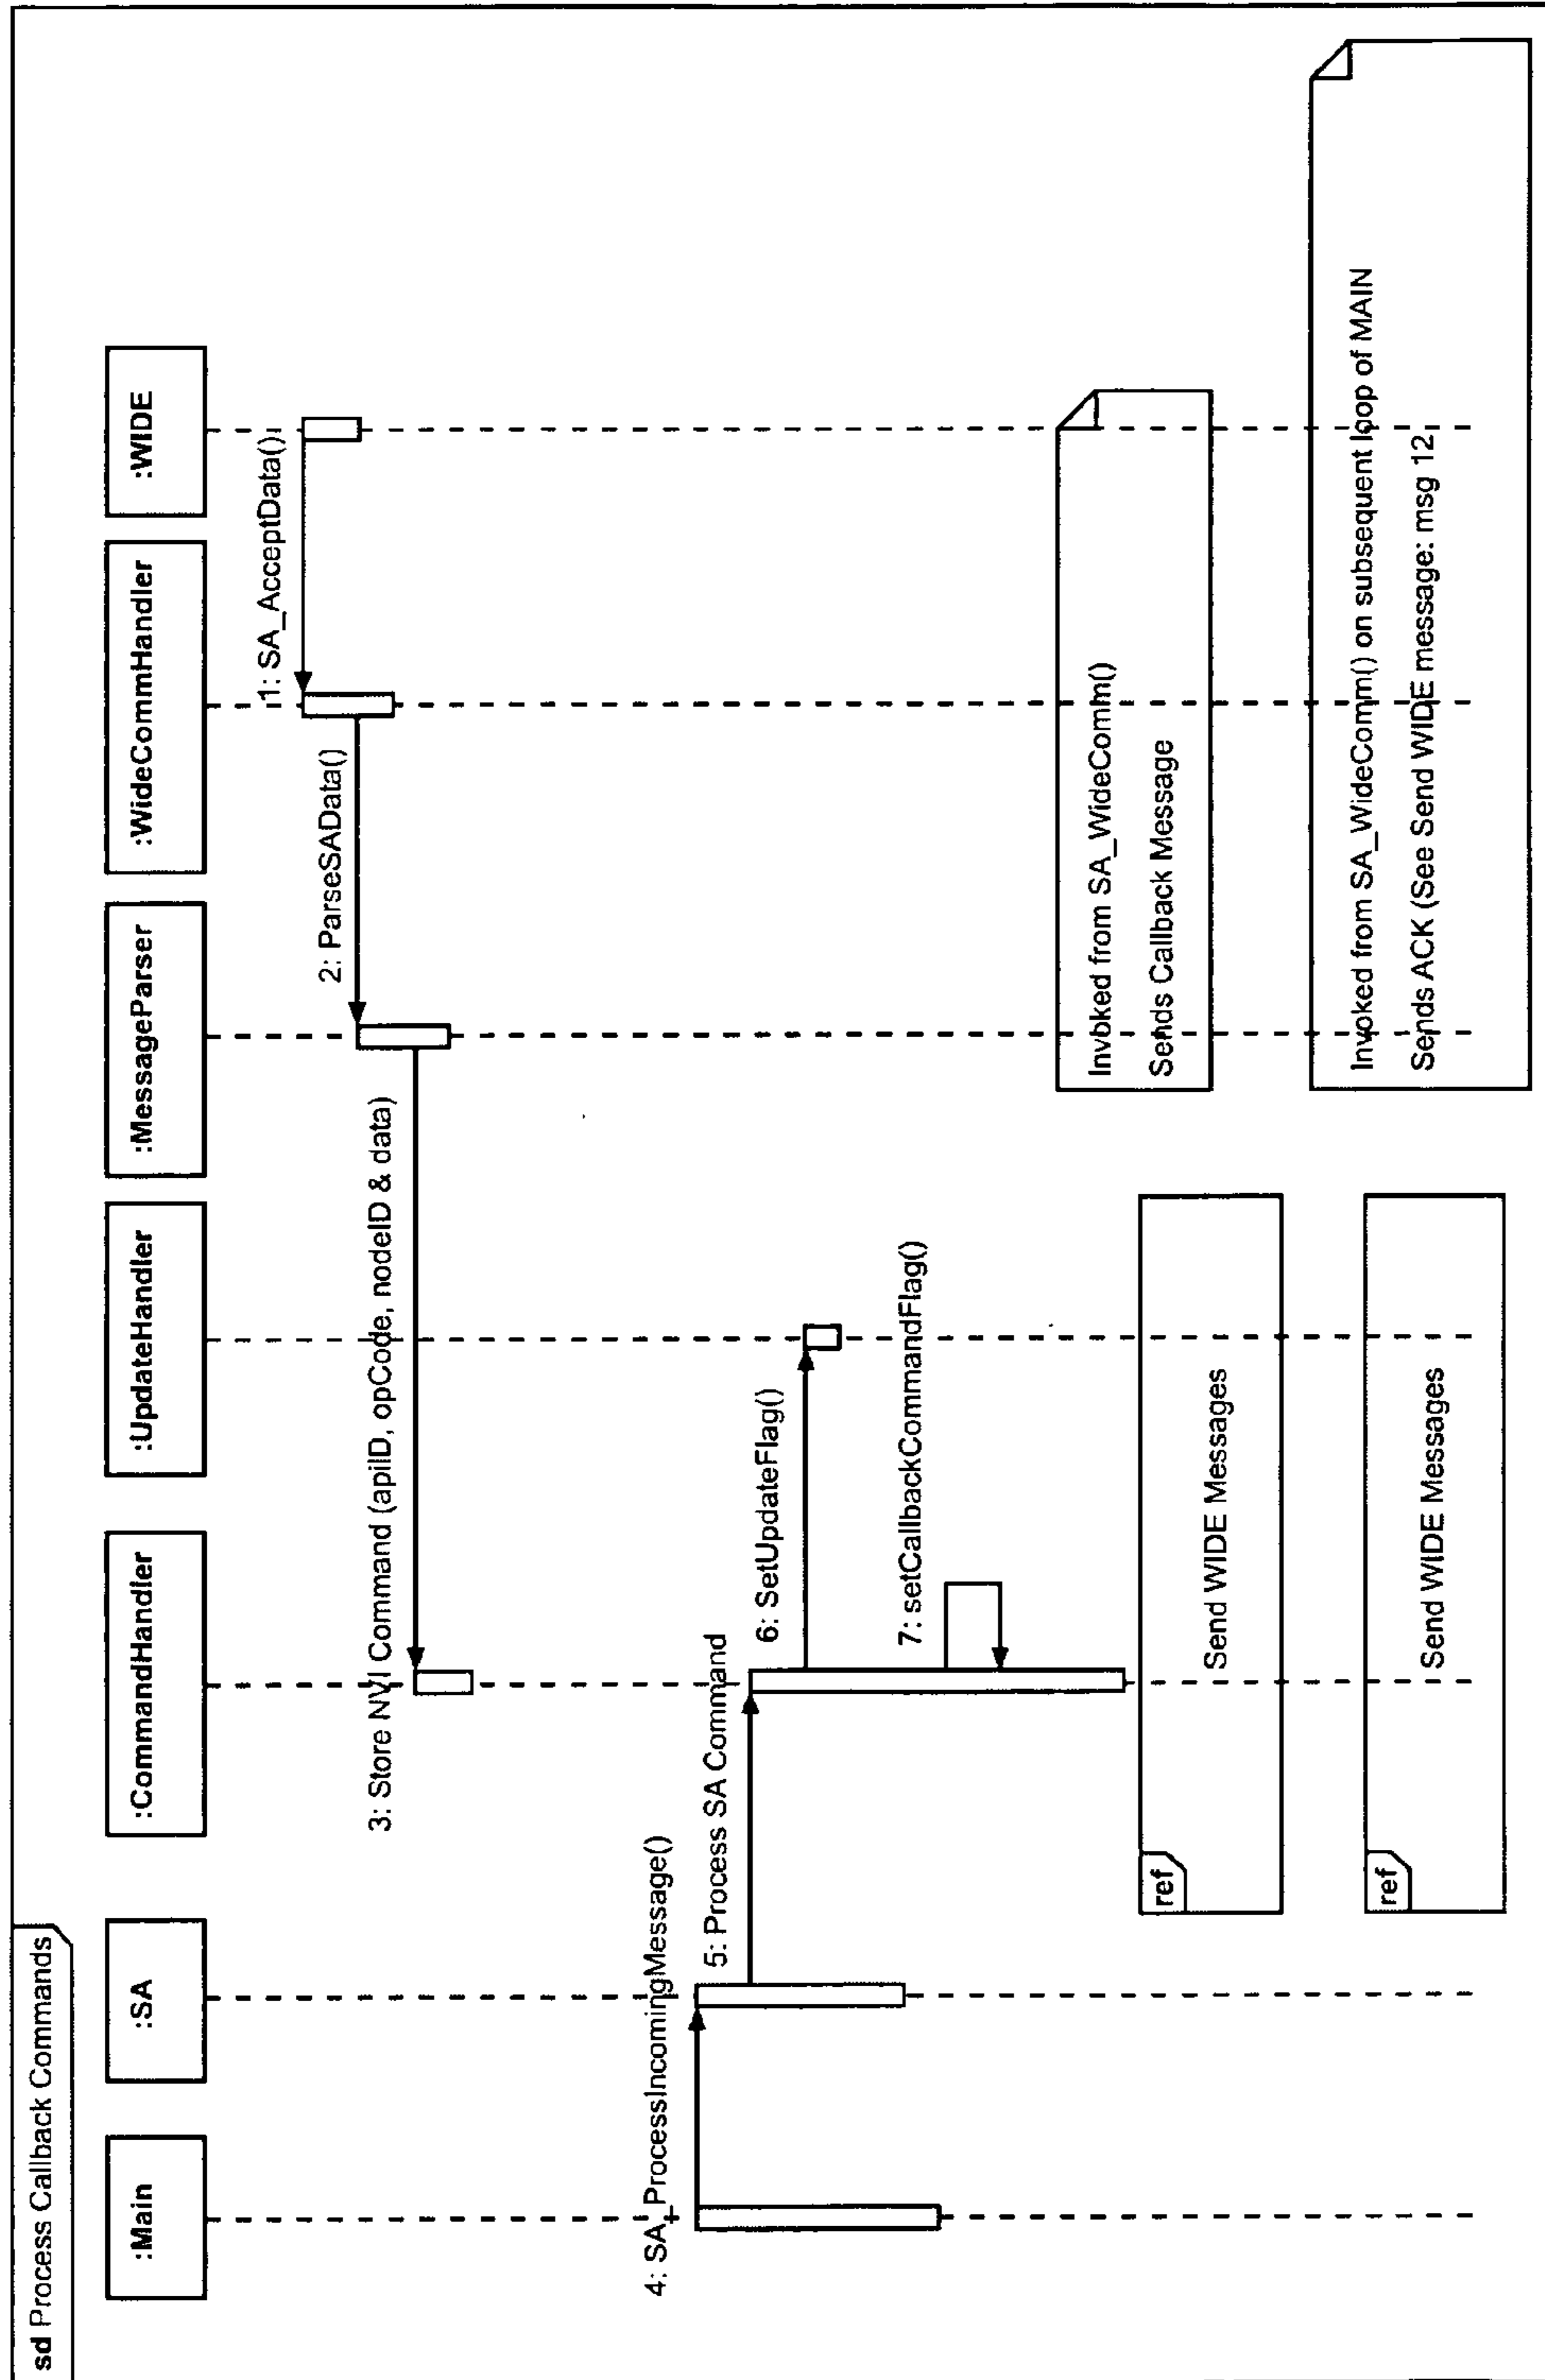 sd Process Callback Commands
:Main
:SA
:CommandHandler
:UpdateHandler
:MessageParser
:WideCommHandler
:WIDE
1: SA_AcceptData()
2: ParseSAData()
3: Store NVI Command (apiID, opCode, nodeID & data)
4: SA_ProcessIncomingMessage()
5: Process SA Command
6: SetUpdateFlag()
7: setCallbackCommandFlag()
Invoked from SA_WideComm()
Sends Callback Message
ref
Send WIDE Messages
Invoked from SA_WideComm() on subsequent loop of MAIN
Sends ACK (See Send WIDE message: msg 12
ref
Send WIDE Messages